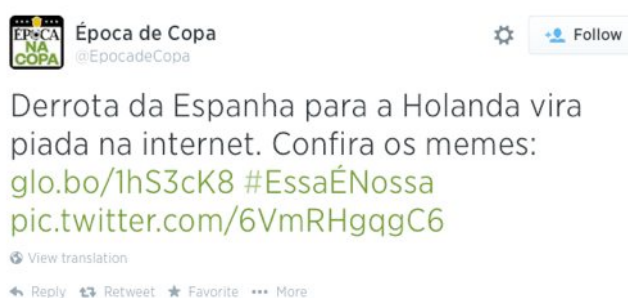 ÉPOCA
NA
COPA
Época de Copa
@EpocadeCopa
Follow
Derrota da Espanha para a Holanda vira
piada na internet. Confira os memes:
glo.bo/1hS3cK8 #EssaÉNossa
pic.twitter.com/6VmRHgqgC6
View translation
Reply Retweet Favorite ••• More